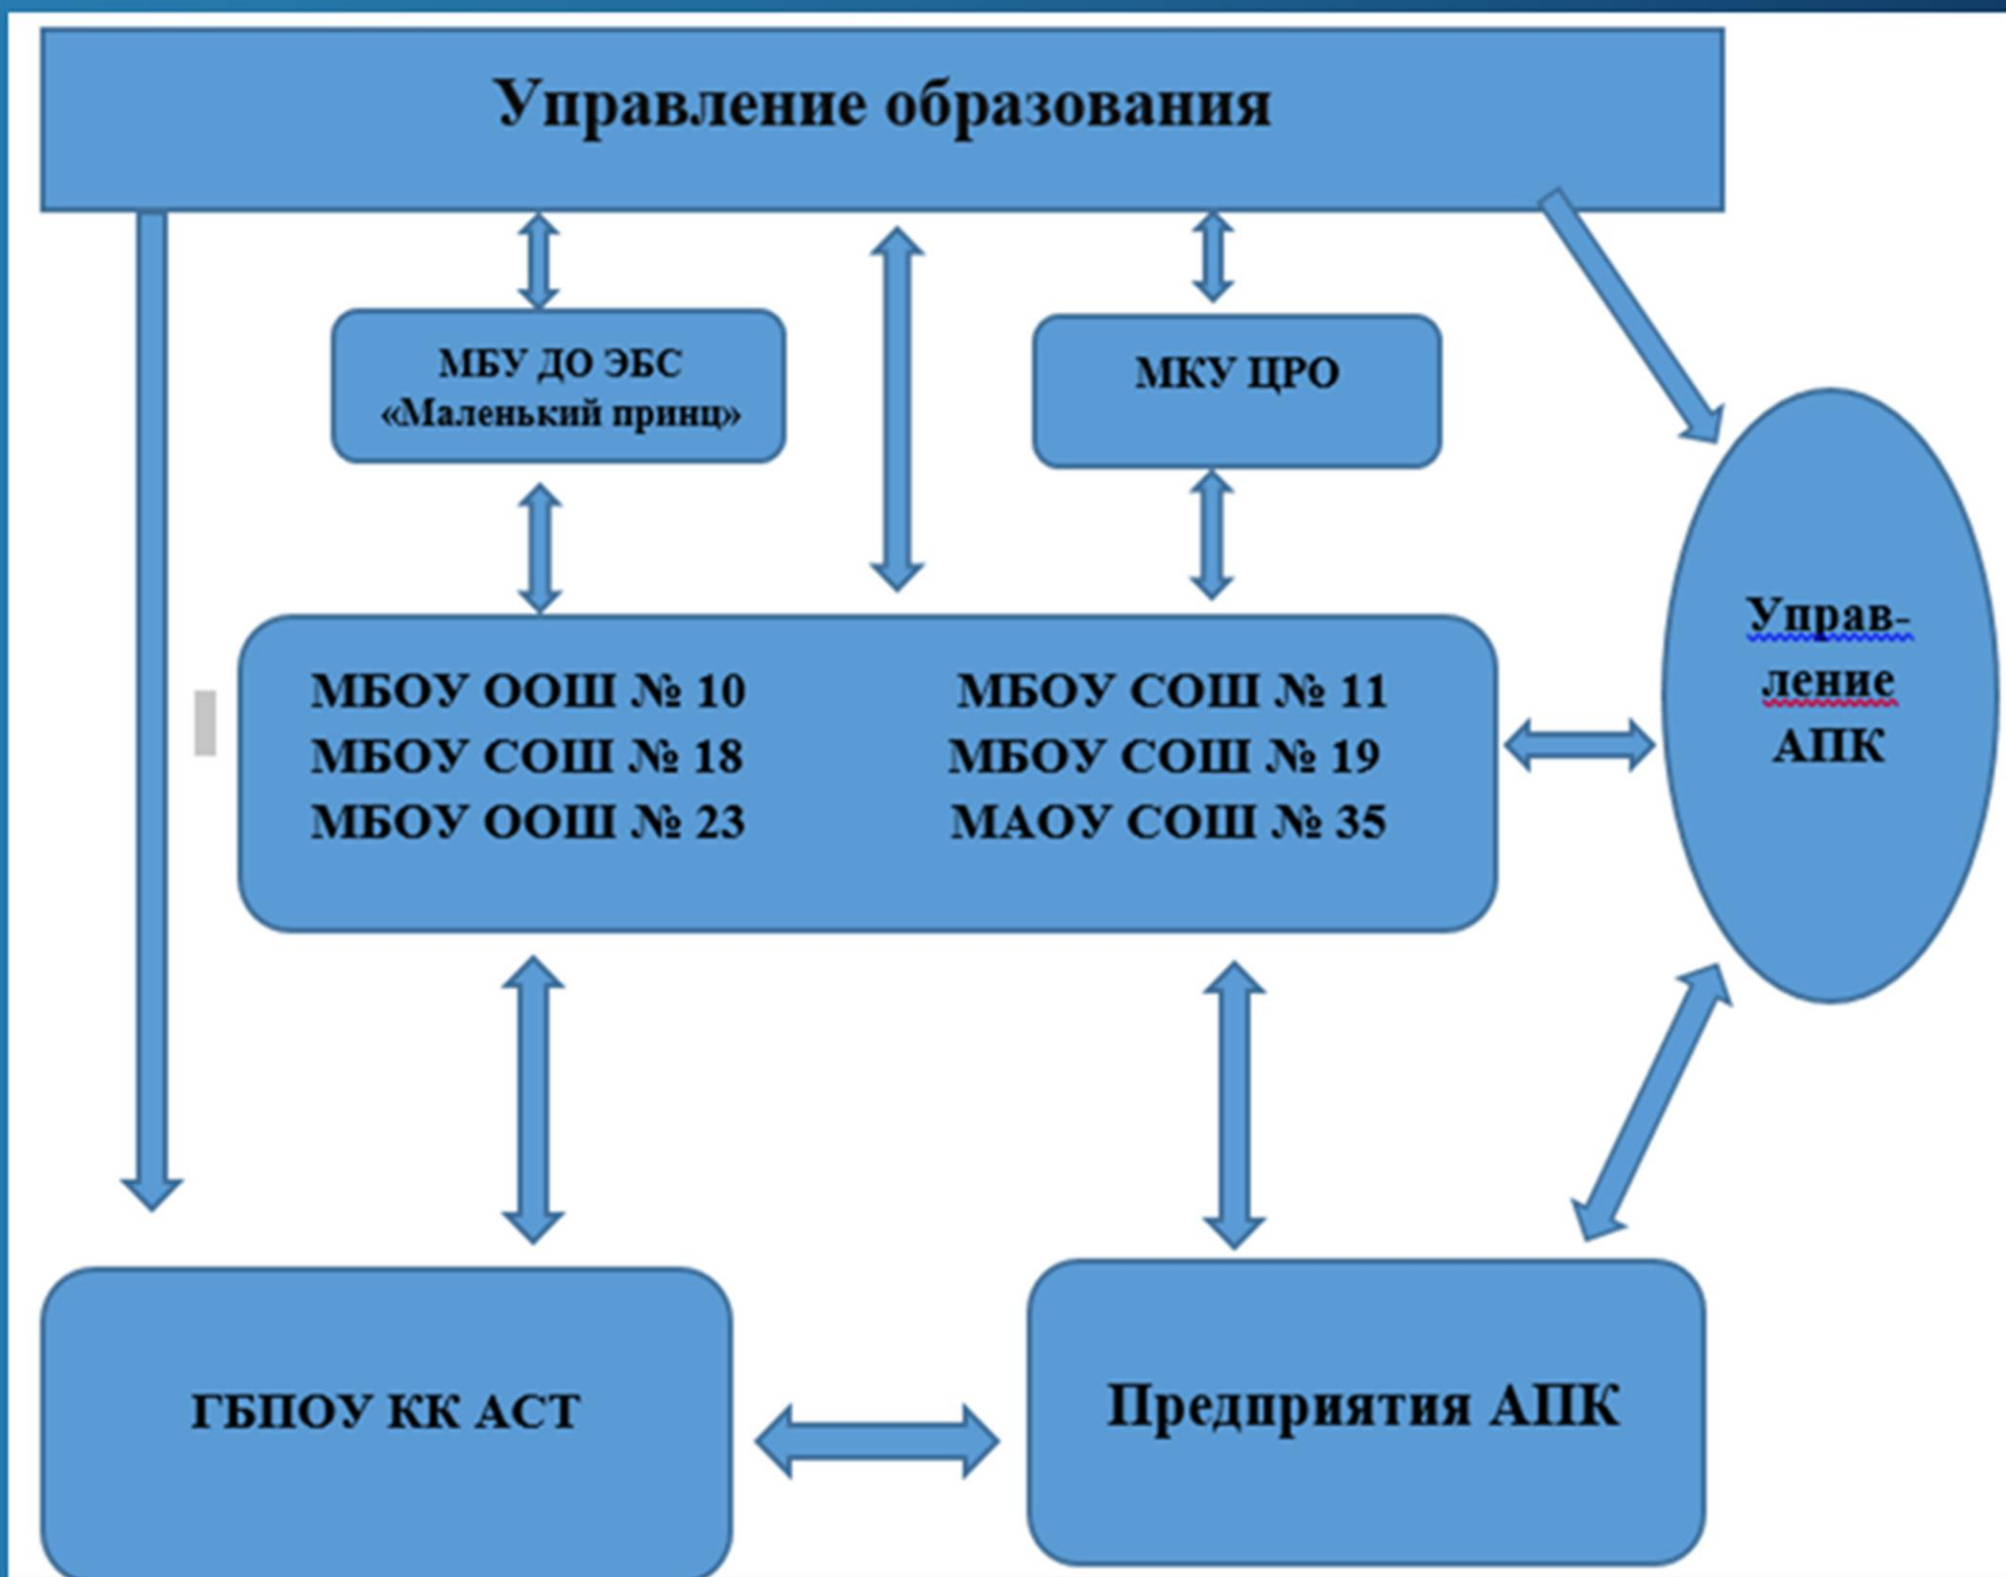 Управление образования
МБУ ДО ЭБС
«Маленький принц»
МКУ ЦРО
МБОУ ООШ № 10 МБОУ СОШ № 11
МБОУ СОШ № 18 МБОУ СОШ № 19
МБОУ ООШ № 23 МАОУ СОШ № 35
Управ-
ление
АПК
ГБПОУ КК АСТ
Предприятия АПК